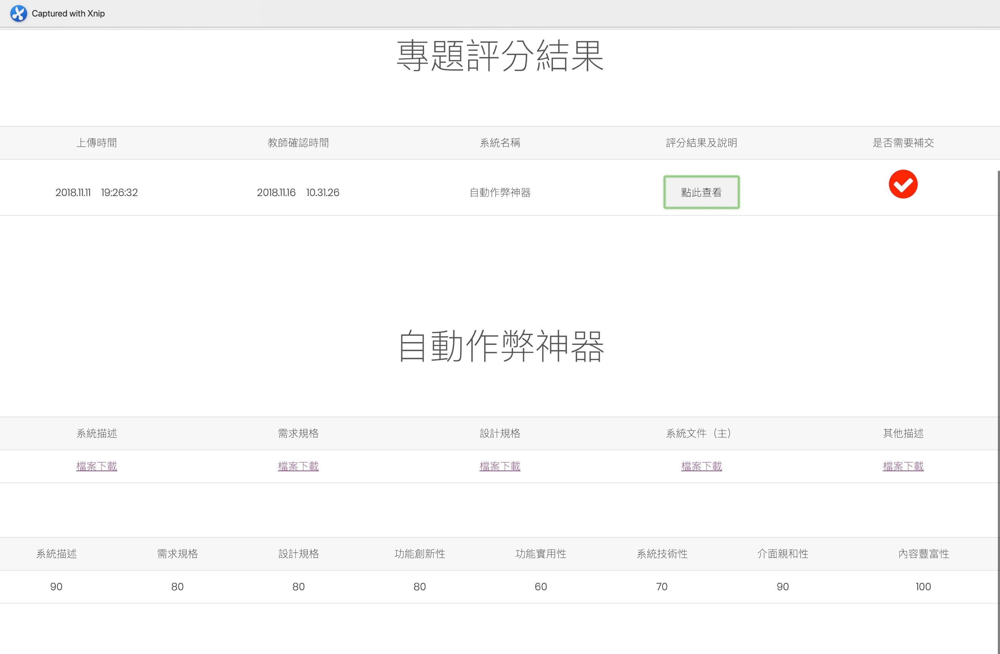 Captured with Xnip
專題評分結果
上傳時間 教師確認時間 系統名稱 評分結果及說明 是否需要補交
2018.11.11 19:26:32 2018.11.16 10.31.26 自動作弊神器 點此查看
自動作弊神器
系統描述 需求規格 設計規格 系統文件（主） 其他描述
檔案下載 檔案下載 檔案下載 檔案下載 檔案下載
系統描述 需求規格 設計規格 功能創新性 功能實用性 系統技術性 介面親和性 內容豐富性
90 80 80 80 60 70 90 100